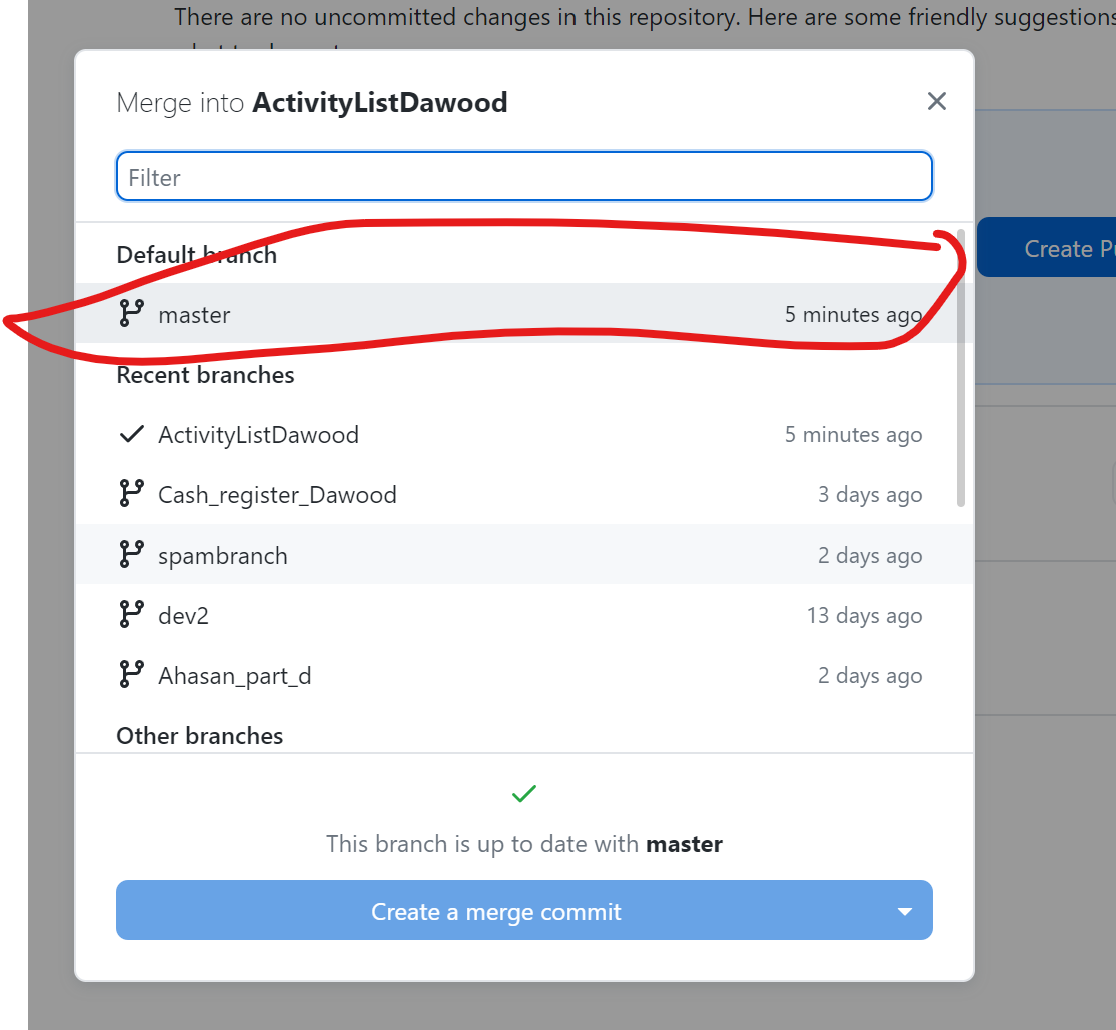 There are no uncommitted changes in this repository. Here are some friendly suggestions
Merge into ActivityListDawood
Filter
Create Pu
Default branch
master 5 minutes ago
Recent branches
ActivityListDawood 5 minutes ago
Cash_register_Dawood 3 days ago
spambranch 2 days ago
dev2 13 days ago
Ahasan_part_d 2 days ago
Other branches
This branch is up to date with master
Create a merge commit